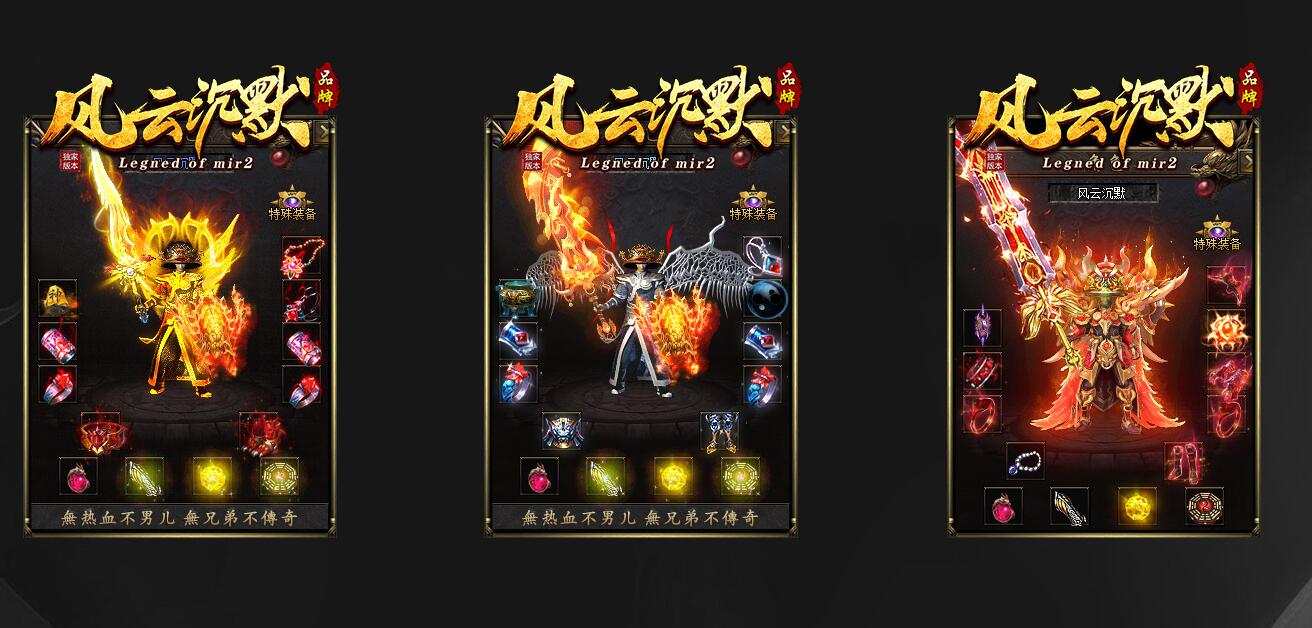 风云沉默
品牌
独家
版本
Legned of mir2
特殊装备
神
無热血不男儿 無兄弟不傳奇
风云沉默
品牌
独家
版本
Legned of mir2
特殊装备
無热血不男儿 無兄弟不傳奇
风云沉默
品牌
独家
版本
Legned of mir2
风云沉默
特殊装备